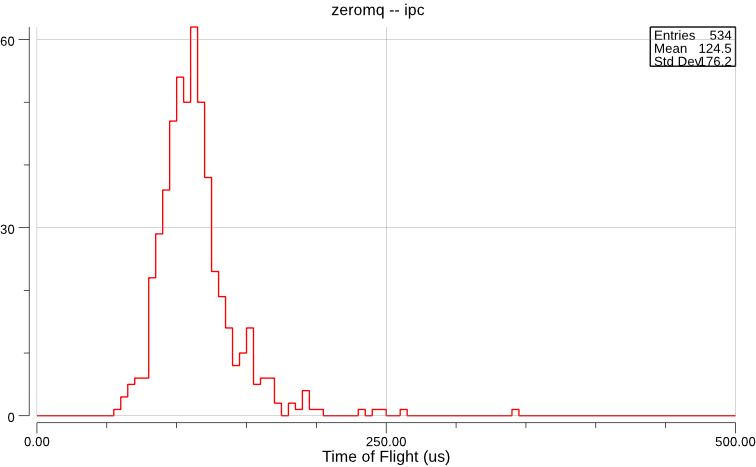 zeromq -- ipc
Entries 534
Mean 124.5
Std Dev 176.2
60
30
0
0.00 250.00 500.00
Time of Flight (us)